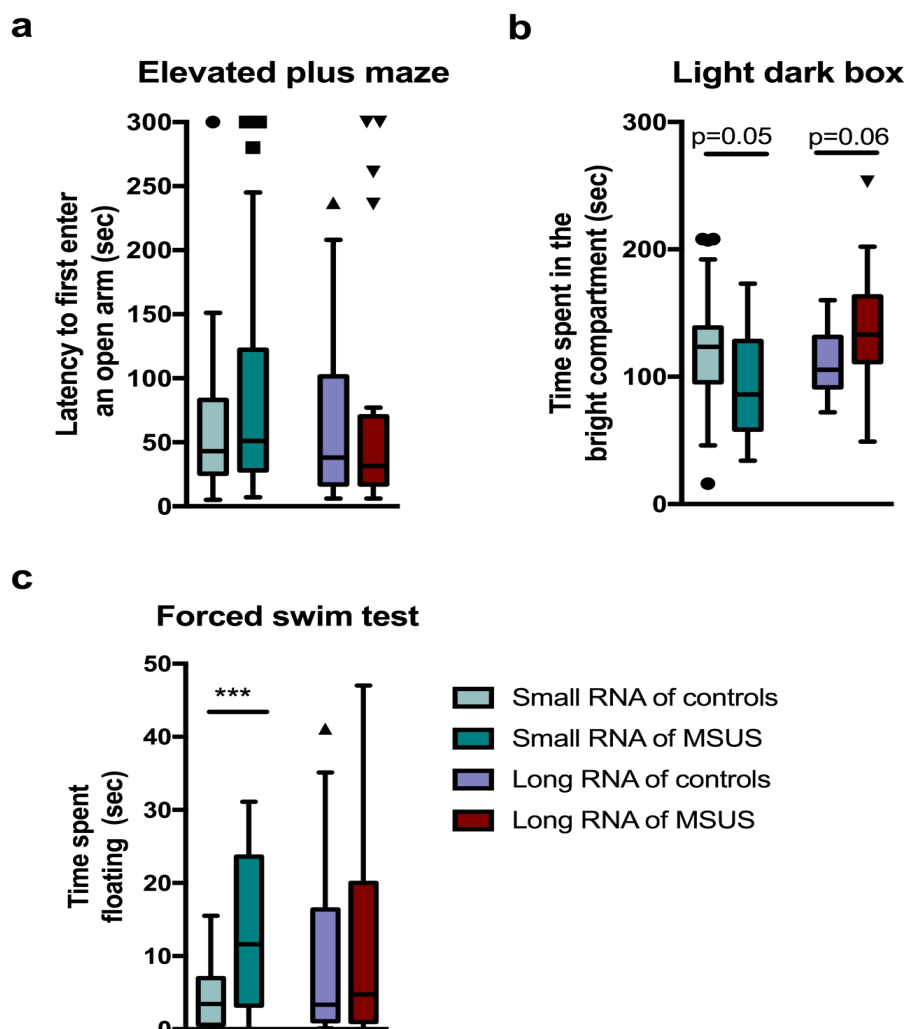 a
Elevated plus maze
Latency to first enter
an open arm (sec)
300
250
200
150
100
50
0
b
Light dark box
Time spent in the
bright compartment (sec)
300
200
100
0
p=0.05
p=0.06
c
Forced swim test
Time spent
floating (sec)
50
40
30
20
10
0
***
Small RNA of controls
Small RNA of MSUS
Long RNA of controls
Long RNA of MSUS